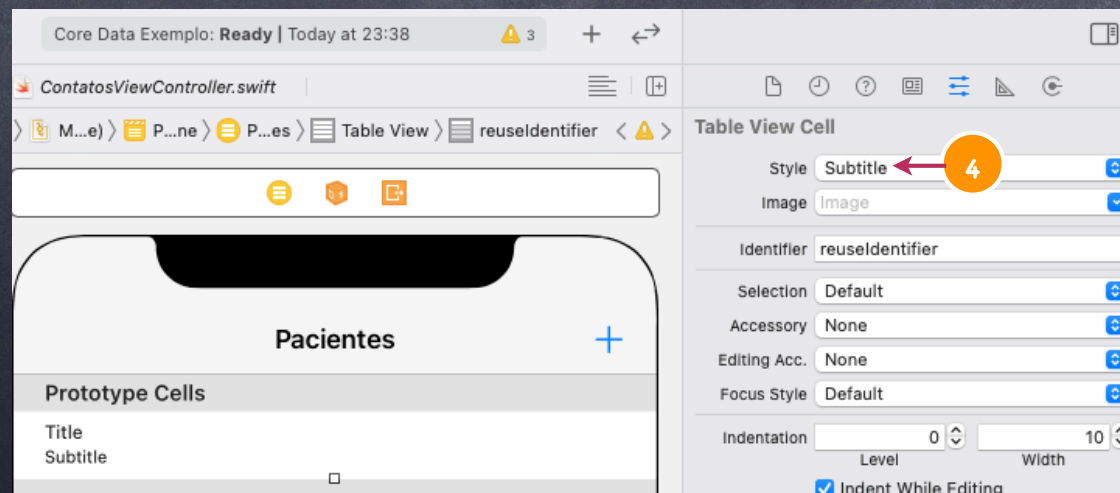 Core Data Exemplo: Ready | Today at 23:38
3
ContatosViewController.swift
M...e) P...ne P...es Table View reuseIdentifier
Pacientes
Prototype Cells
Title
Subtitle
Table View Cell
Style Subtitle
4
Image Image
Identifier reuseIdentifier
Selection Default
Accessory None
Editing Acc. None
Focus Style Default
Indentation 0 10
Level Width
Indent While Editing